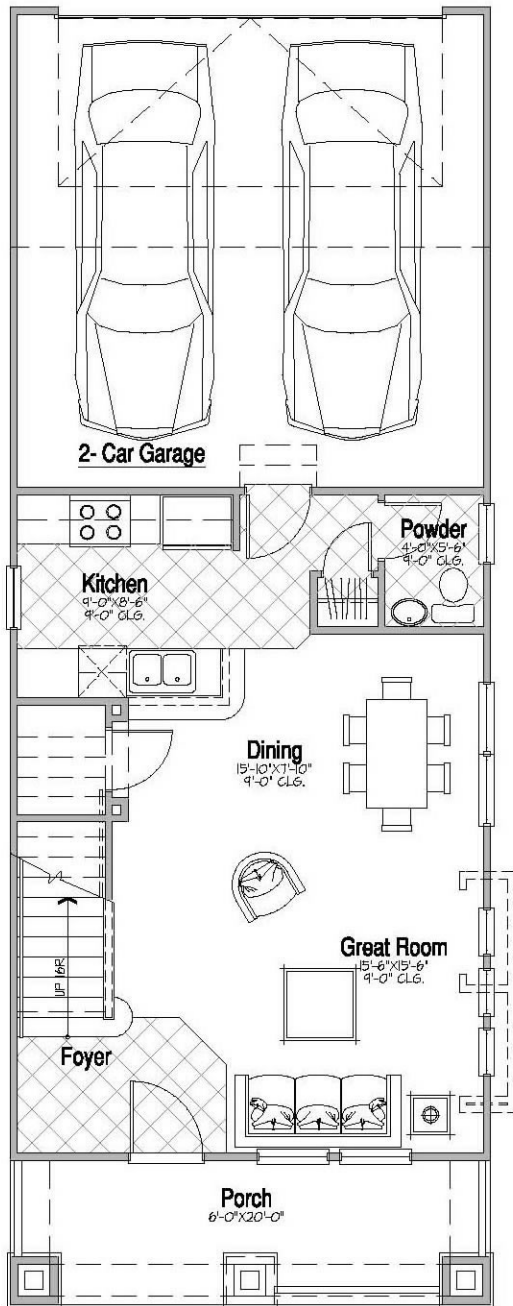 2- Car Garage
Powder
4'-0"X5'-6"
9'-0" CLG.
Kitchen
9'-0"X8'-6"
9'-0" CLG.
Dining
15'-10"X7'-10"
9'-0" CLG.
Great Room
15'-6"X15'-6"
9'-0" CLG.
UP 16R
Foyer
Porch
6'-0"X20'-0"